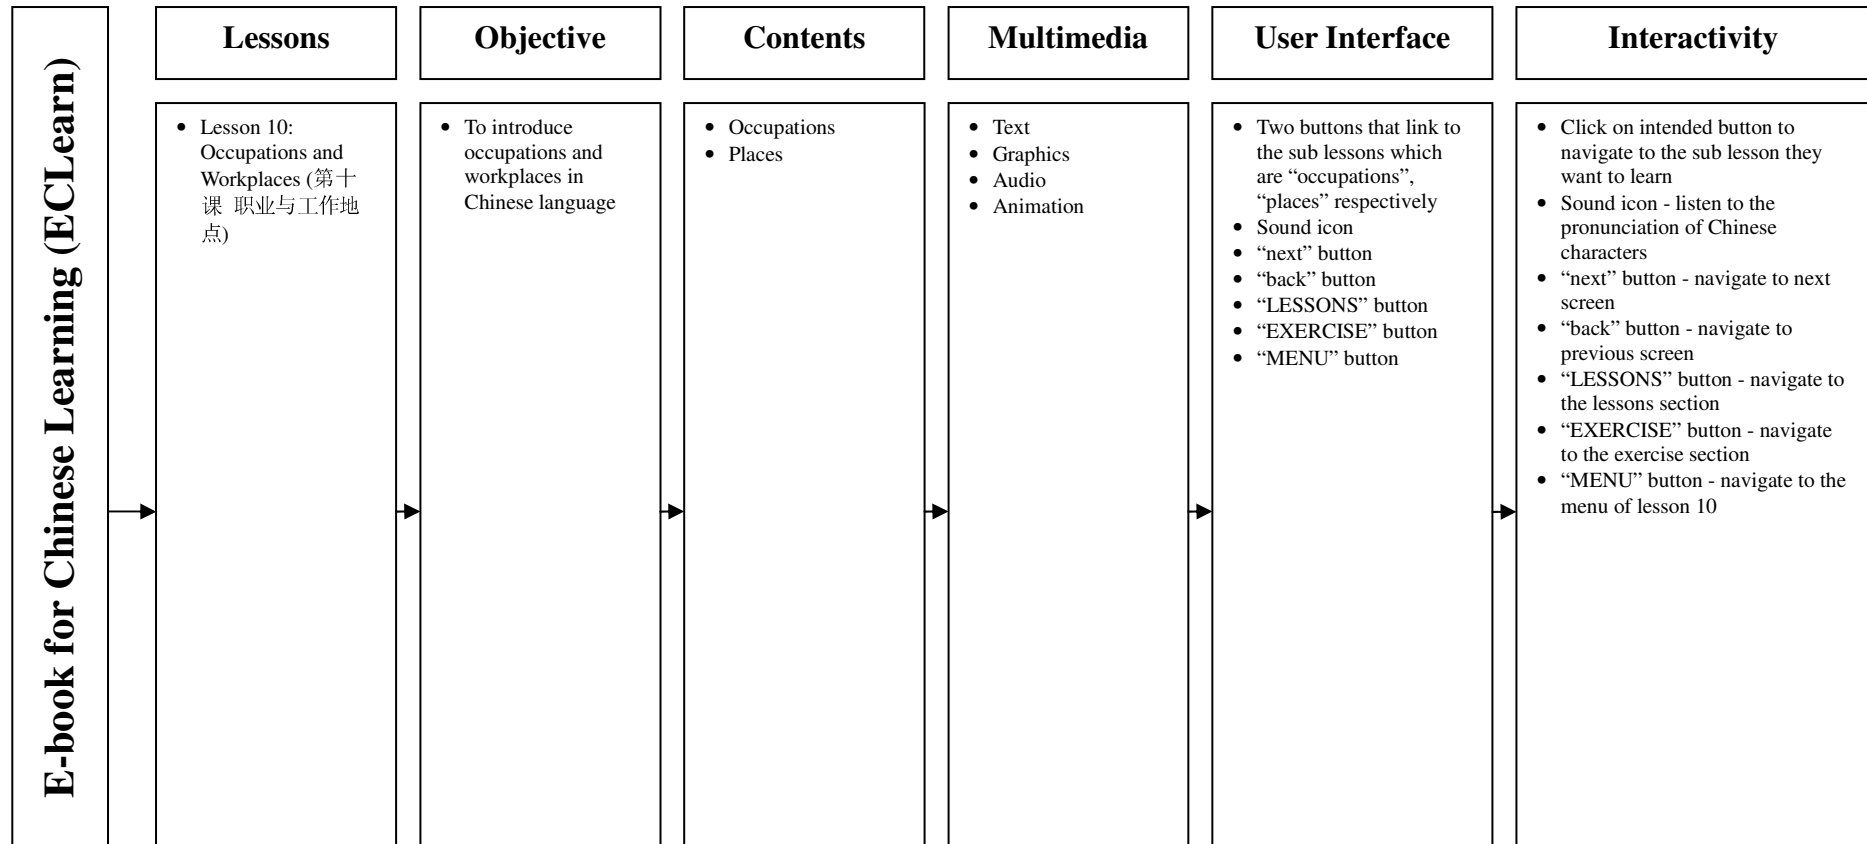 E-book for Chinese Learning (ECLearn)
Lessons
• Lesson 10:
Occupations and
Workplaces (第十
课 职业与工作地
点)
Objective
• To introduce
occupations and
workplaces in
Chinese language
Contents
• Occupations
• Places
Multimedia
• Text
• Graphics
• Audio
• Animation
User Interface
• Two buttons that link to
the sub lessons which
are “occupations”,
“places” respectively
• Sound icon
• “next” button
• “back” button
• “LESSONS” button
• “EXERCISE” button
• “MENU” button
Interactivity
• Click on intended button to
navigate to the sub lesson they
want to learn
• Sound icon - listen to the
pronunciation of Chinese
characters
• “next” button - navigate to next
screen
• “back” button - navigate to
previous screen
• “LESSONS” button - navigate to
the lessons section
• “EXERCISE” button - navigate
to the exercise section
• “MENU” button - navigate to the
menu of lesson 10